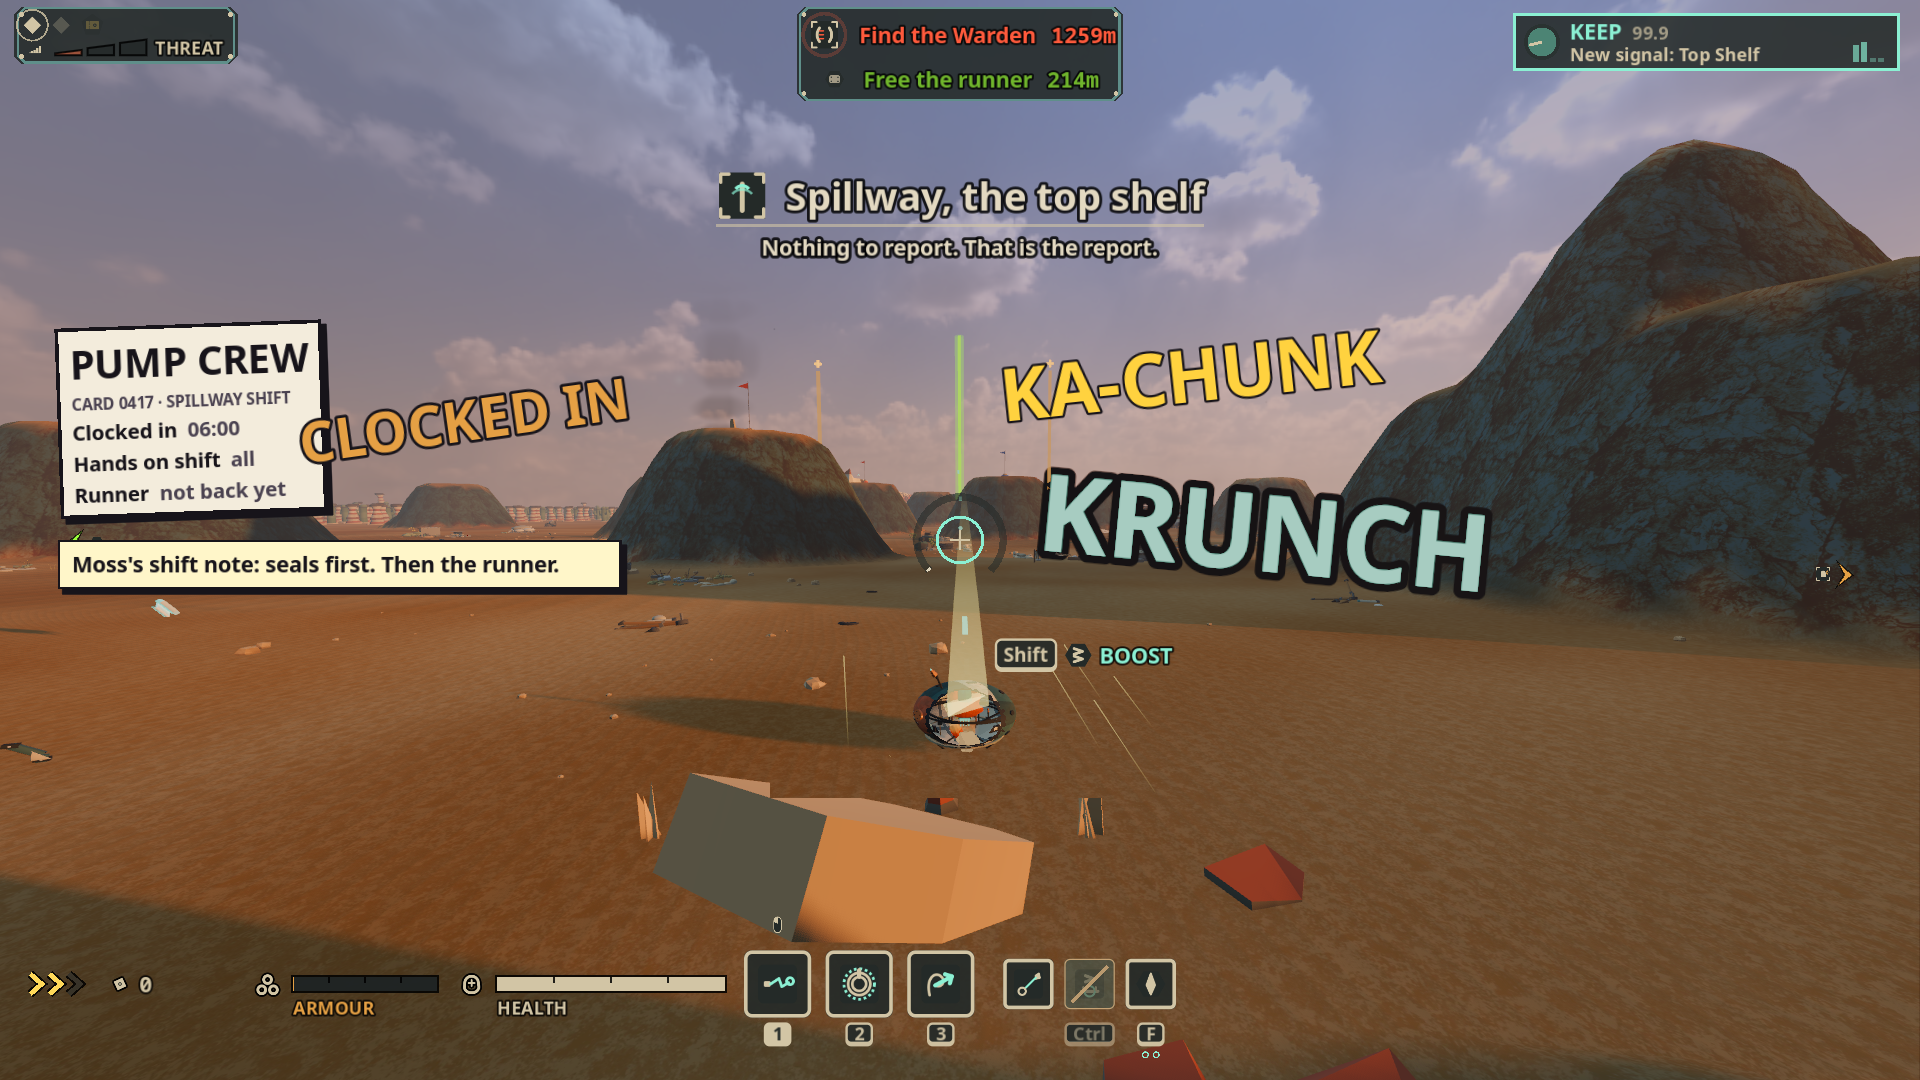 THREAT
Find the Warden 1259m
Free the runner 214m
KEEP 99.9
New signal: Top Shelf
Spillway, the top shelf
Nothing to report. That is the report.
PUMP CREW
CARD 0417 · SPILLWAY SHIFT
Clocked in 06:00
Hands on shift all
Runner not back yet
CLOCKED IN
KA-CHUNK
KRUNCH
Moss's shift note: seals first. Then the runner.
Shift BOOST
0
ARMOUR
HEALTH
1
2
3
Ctrl
F